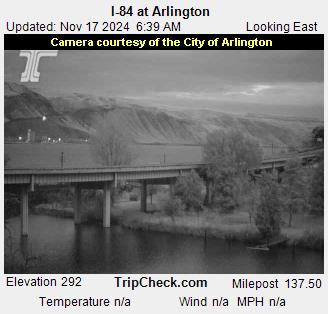 I-84 at Arlington
Updated: Nov 17 2024 6:39 AM Looking East
Camera courtesy of the City of Arlington
Elevation 292 TripCheck.com Milepost 137.50
Temperature n/a Wind n/a MPH n/a